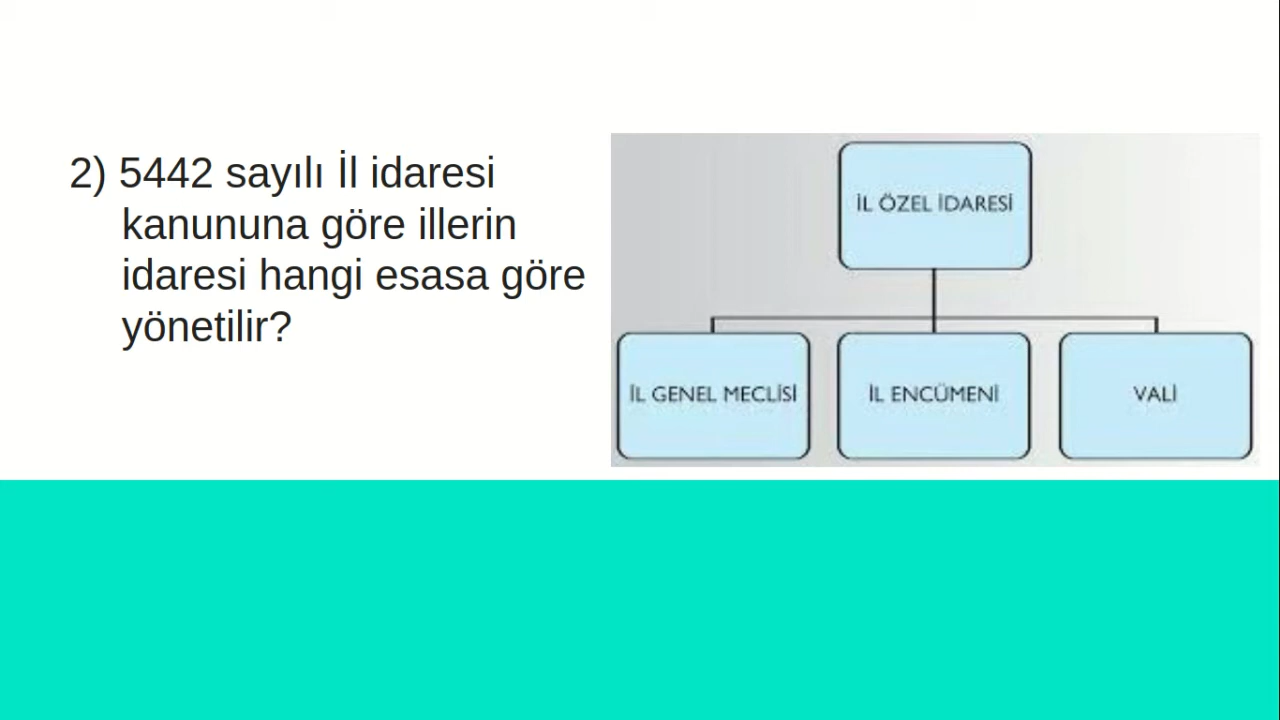 2) 5442 sayılı İl idaresi
kanununa göre illerin
idaresi hangi esasa göre
yönetilir?
İL ÖZEL İDARESİ
İL GENEL MECLİSİ
İL ENCÜMENİ
VALİ